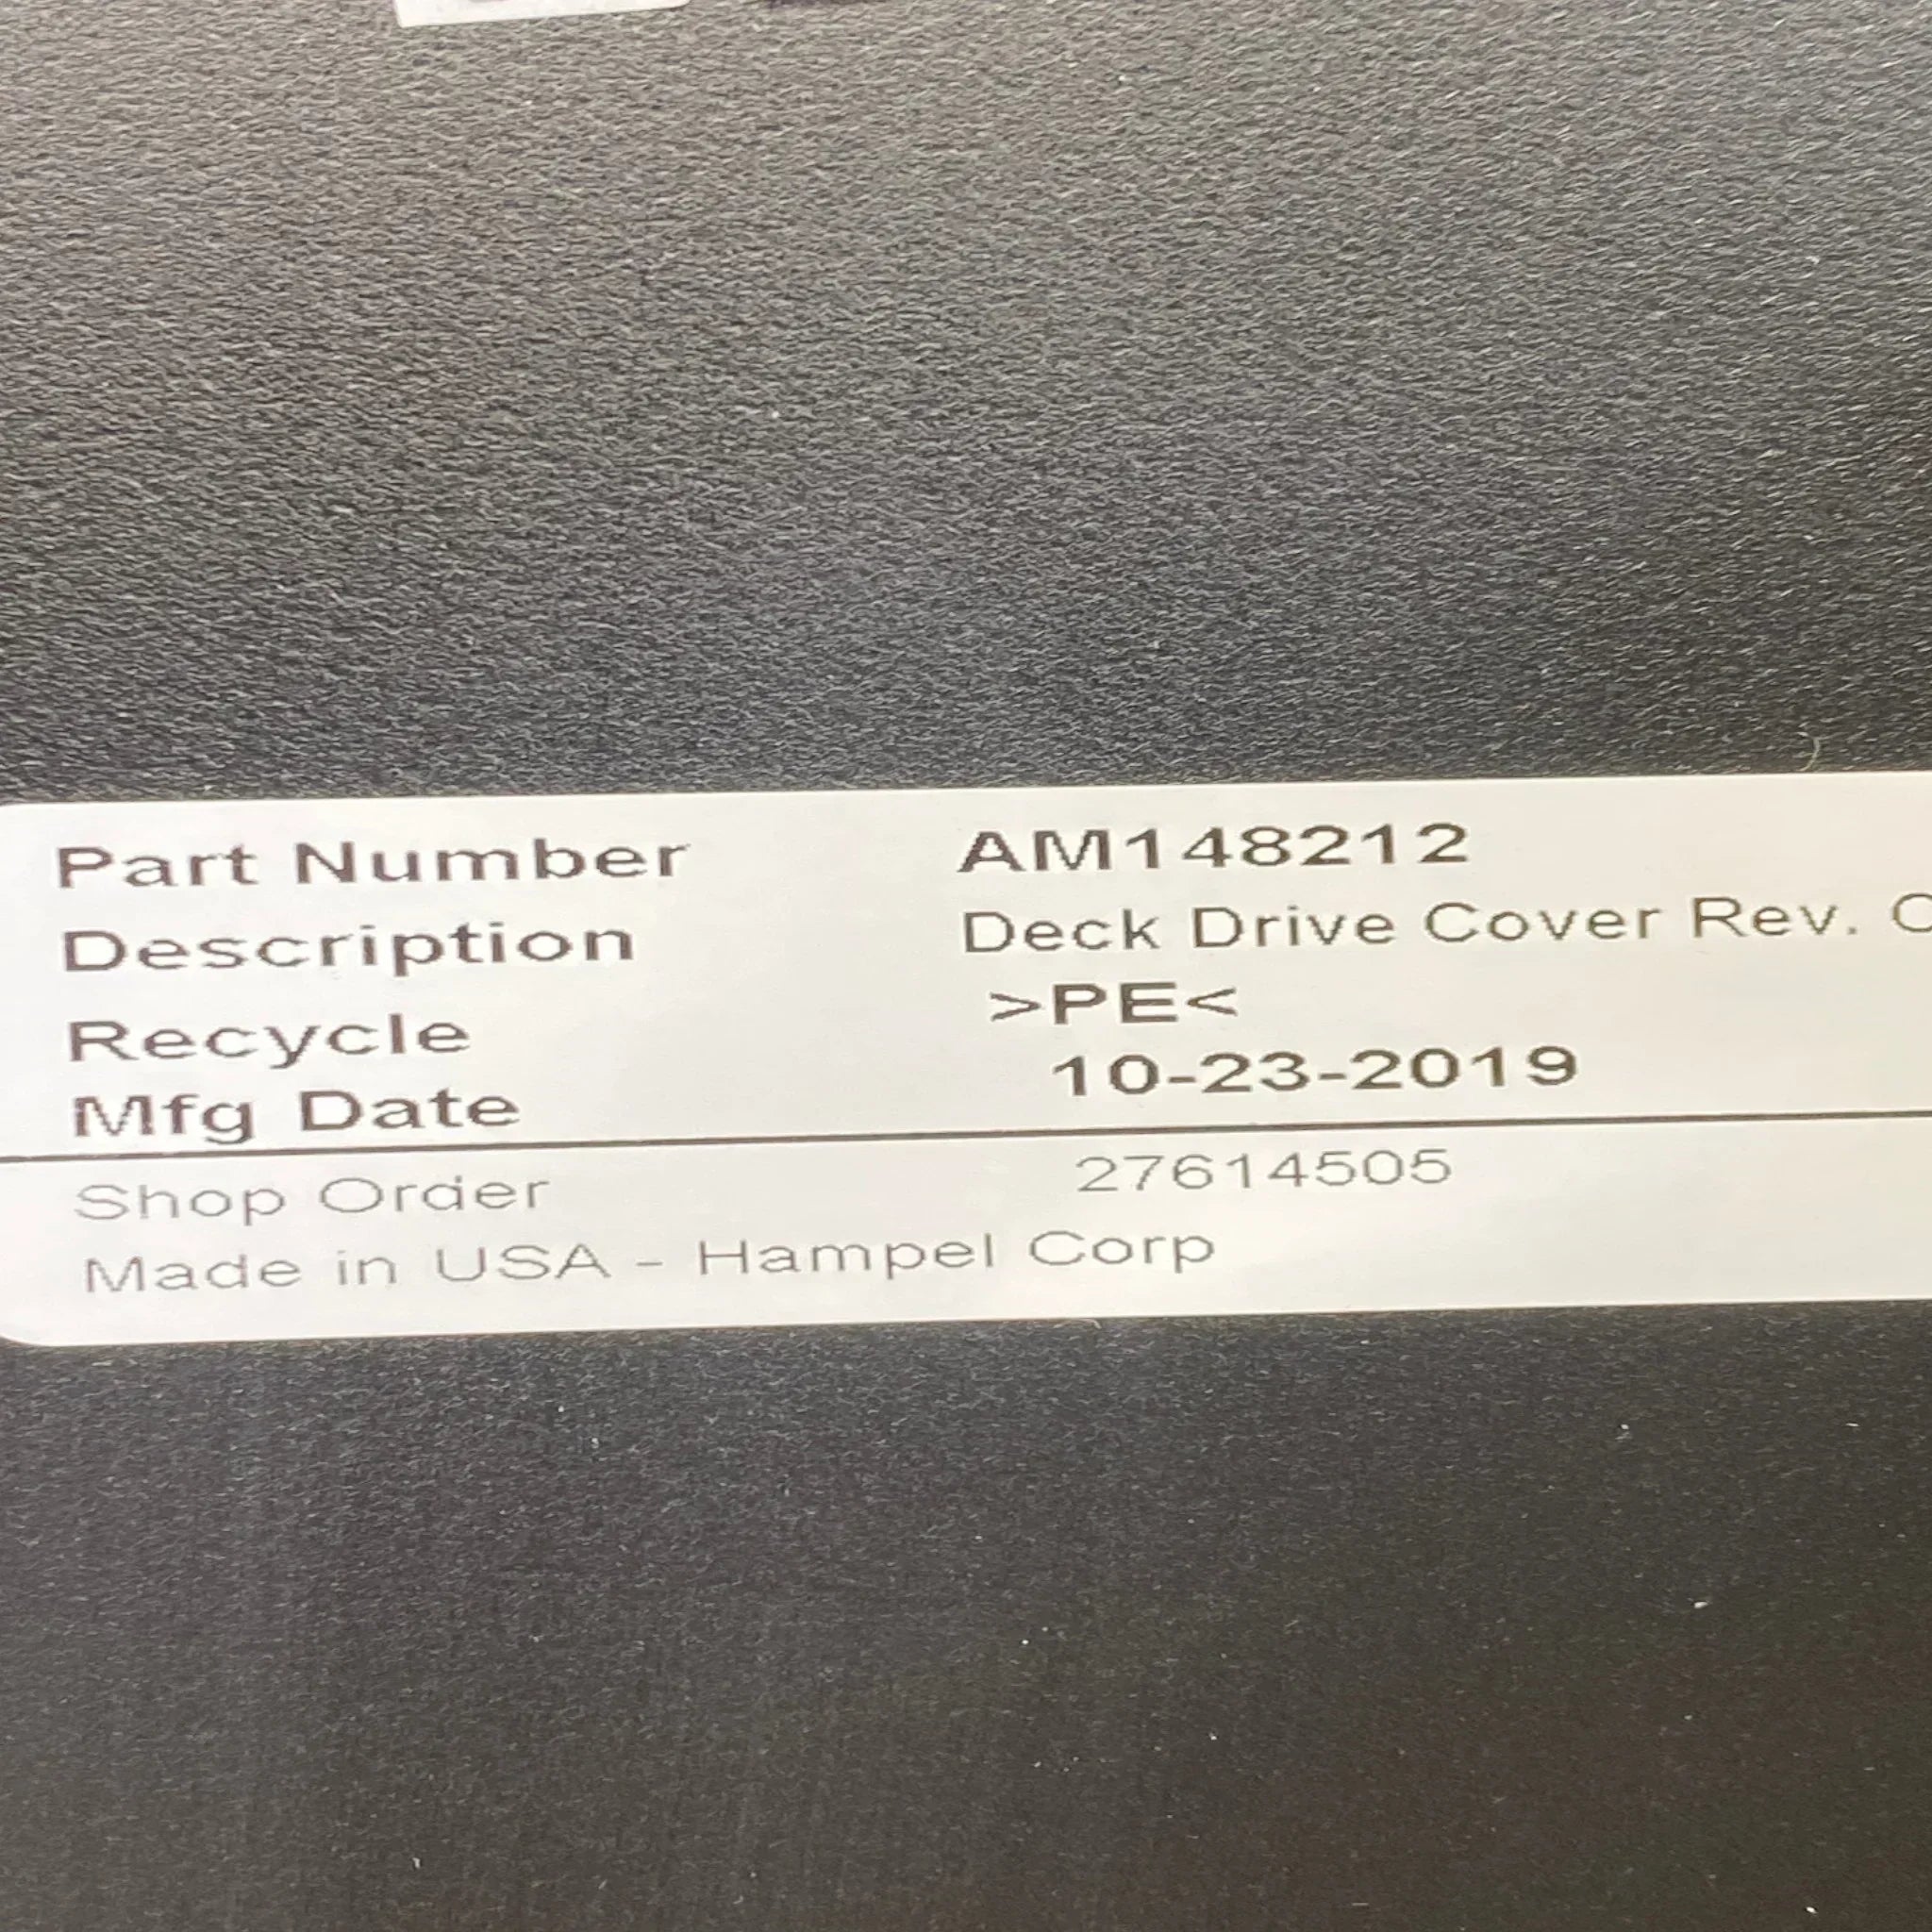 Part Number AM148212
Description Deck Drive Cover Rev.
Recycle >PE<
Mfg Date 10-23-2019
Shop Order 27614505
Made in USA - Hampel Corp